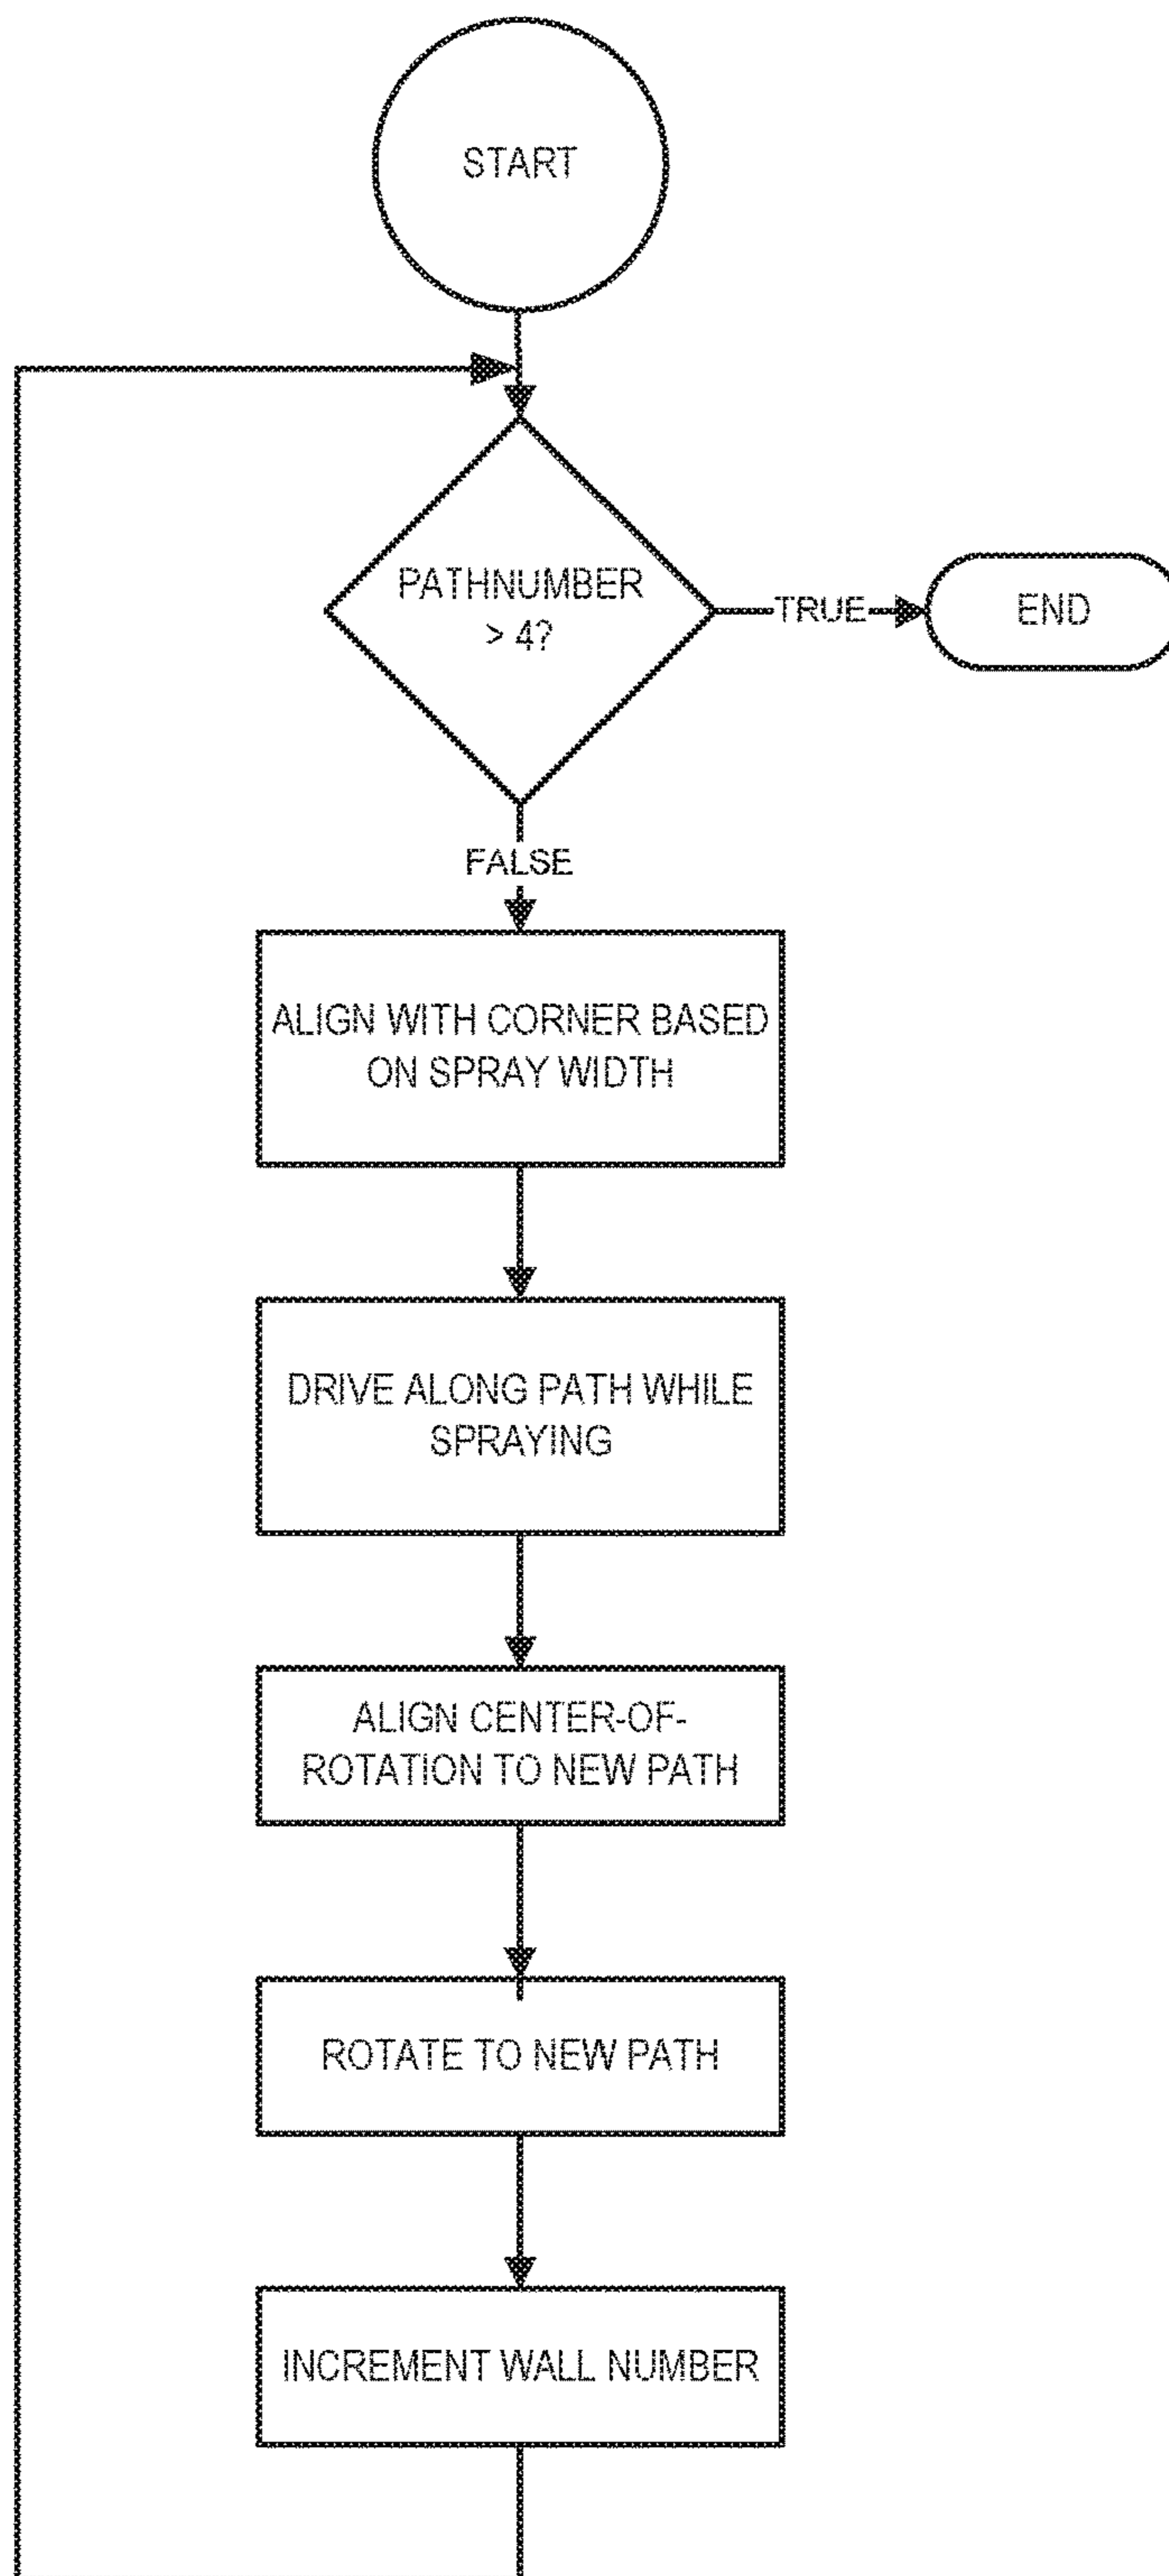 START
PATHNUMBER
> 4?
TRUE
END
FALSE
ALIGN WITH CORNER BASED
ON SPRAY WIDTH
DRIVE ALONG PATH WHILE
SPRAYING
ALIGN CENTER-OF-
ROTATION TO NEW PATH
ROTATE TO NEW PATH
INCREMENT WALL NUMBER